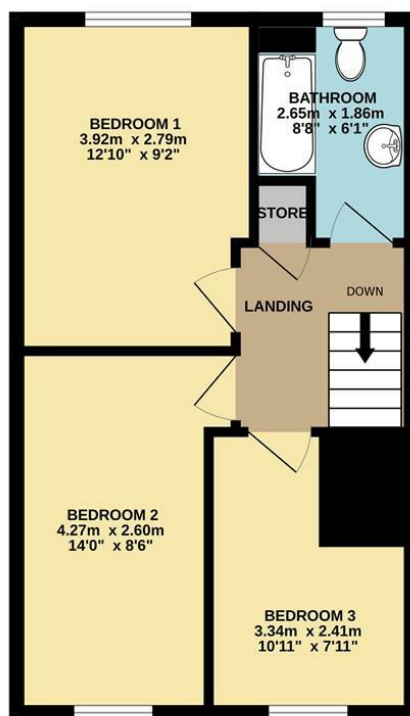 BEDROOM 1
3.92m x 2.79m
12'10" x 9'2"
BATHROOM
2.65m x 1.86m
8'8" x 6'1"
STORE
LANDING
DOWN
BEDROOM 2
4.27m x 2.60m
14'0" x 8'6"
BEDROOM 3
3.34m x 2.41m
10'11" x 7'11"